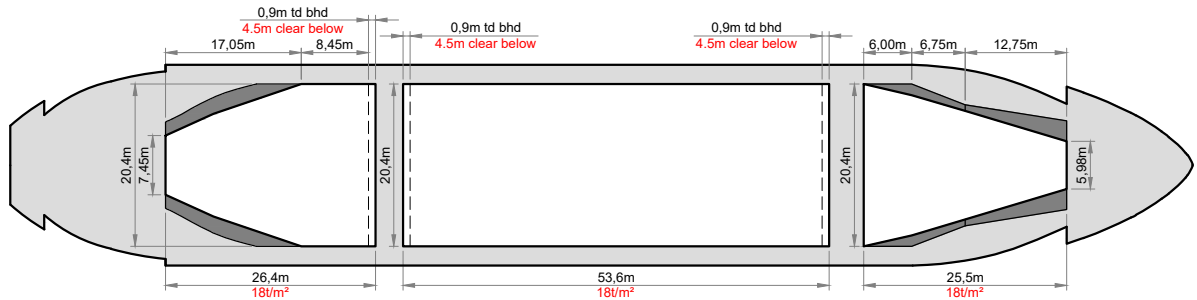 0,9m td bhd
4.5m clear below
17,05m
8,45m
0,9m td bhd
4.5m clear below
0,9m td bhd
4.5m clear below
6,00m
6,75m
12,75m
20,4m
7,45m
20,4m
20,4m
5,98m
26,4m
18t/m²
53,6m
18t/m²
25,5m
18t/m²